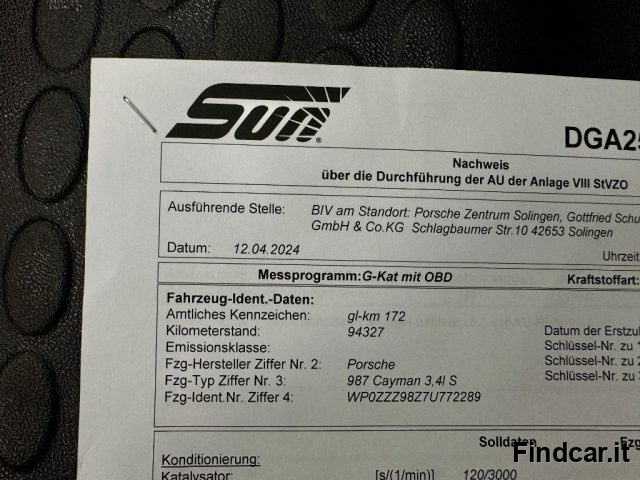 Sun®
DGA25
Nachweis
über die Durchführung der AU der Anlage VIII StVZO
Ausführende Stelle: BIV am Standort: Porsche Zentrum Solingen, Gottfried Schu
GmbH & Co.KG Schlagbaumer Str.10 42653 Solingen
Datum: 12.04.2024 Uhrzeit
Messprogramm:G-Kat mit OBD Kraftstoffart:
Fahrzeug-Ident.-Daten:
Amtliches Kennzeichen: gl-km 172
Kilometerstand: 94327 Datum der Erstzul
Emissionsklasse: Schlüssel-Nr. zu
Fzg-Hersteller Ziffer Nr. 2: Porsche Schlüssel-Nr. zu
Fzg-Typ Ziffer Nr. 3: 987 Cayman 3,4l S Schlüssel-Nr. zu
Fzg-Ident.Nr. Ziffer 4: WP0ZZZ98Z7U772289
Solldaten Fzg
Konditionierung:
Katalysator: [s/(1/min)] 120/3000
Findcar.it